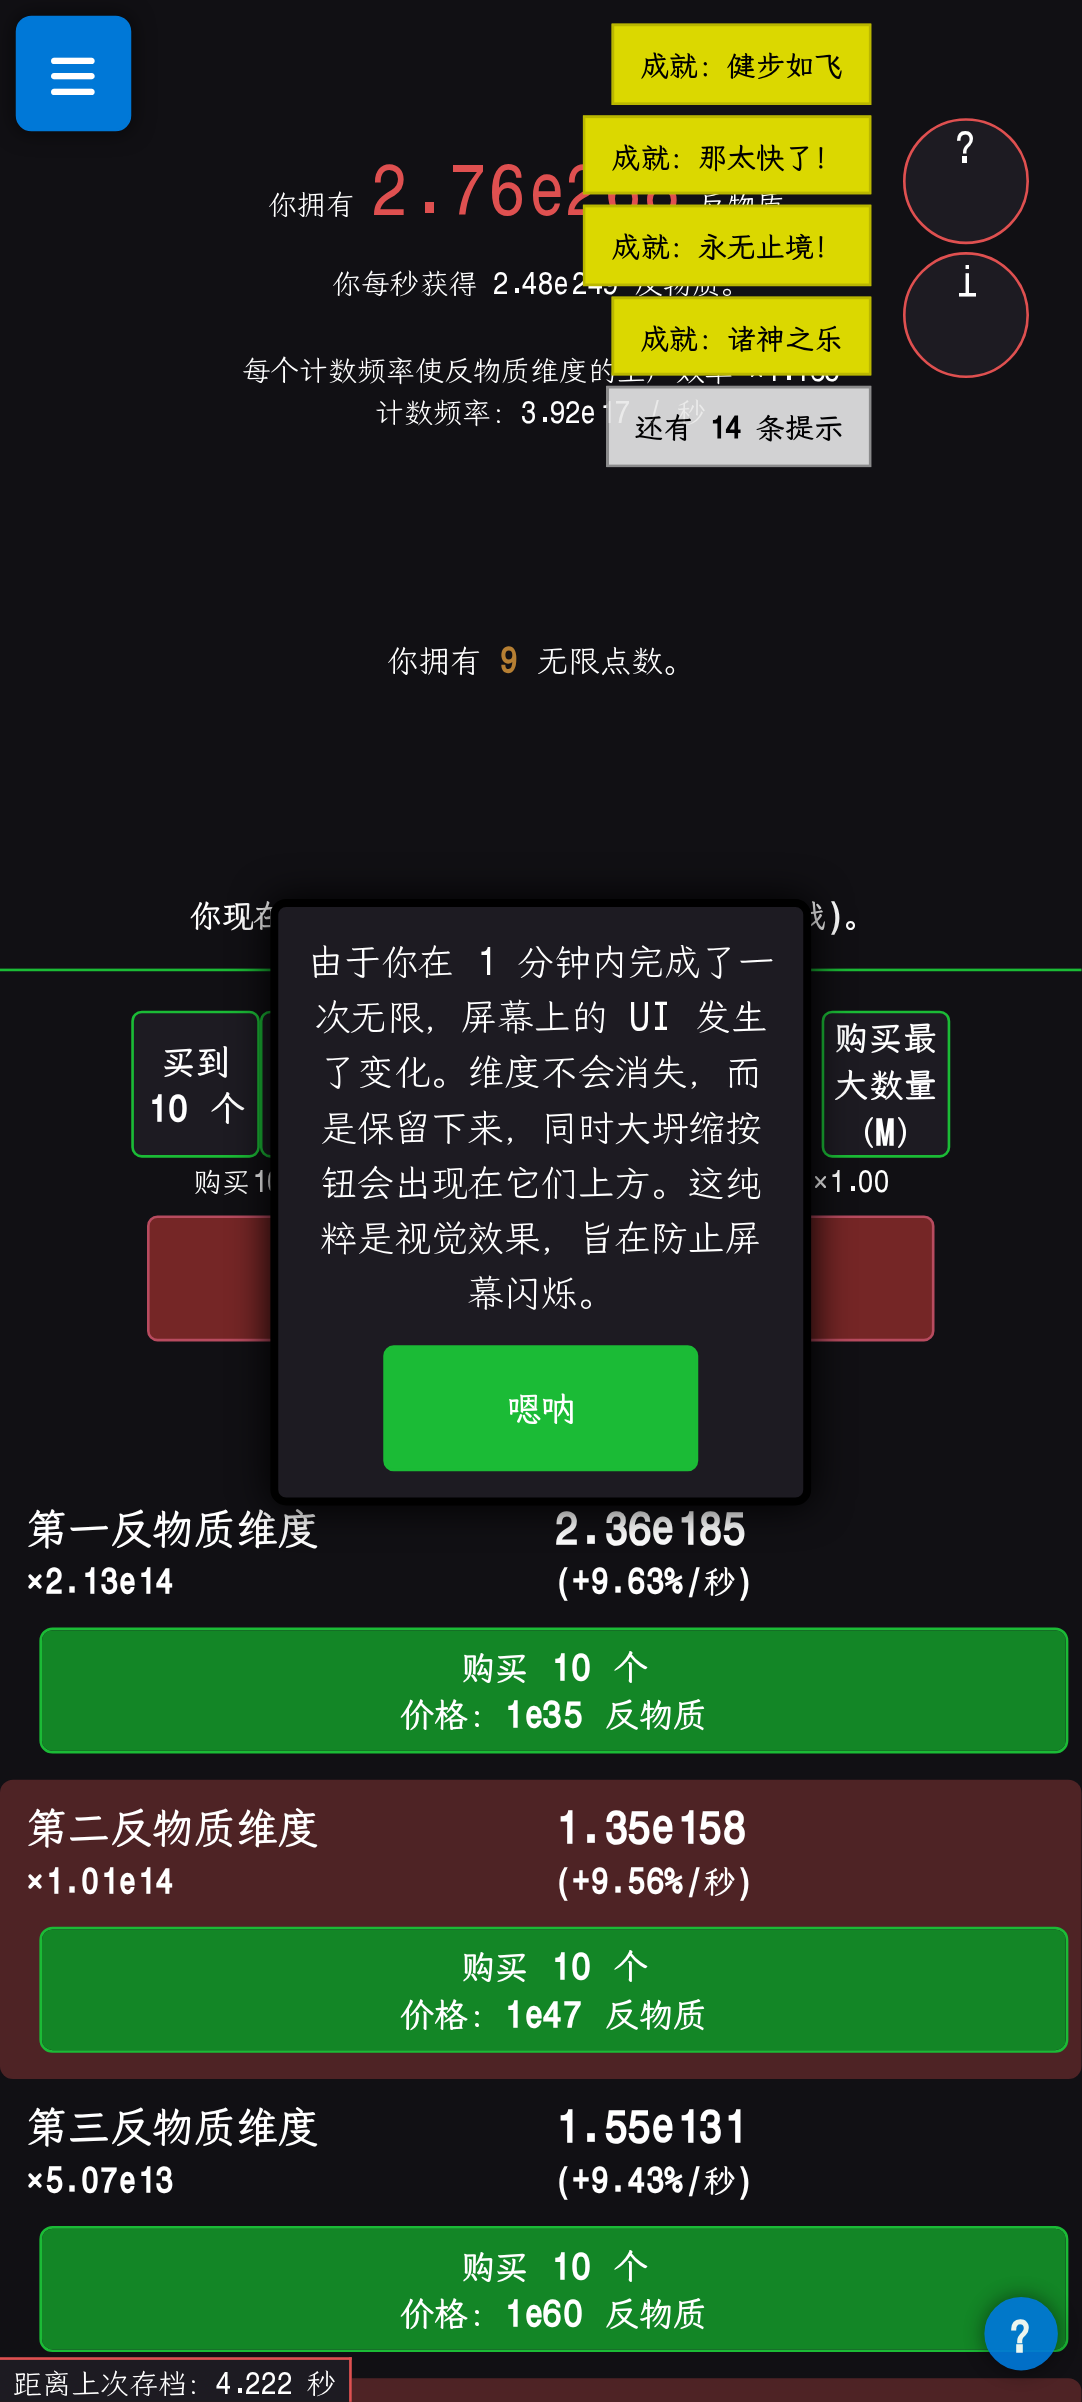 成就: 健步如飞
成就: 那太快了!
成就: 永无止境!
成就: 诸神之乐
还有 14 条提示
?
i
你拥有 2.76e2
你每秒获得 2.48e245 反物质。
每个计数频率使反物质维度的
计数频率: 3.92e17 / 秒
你拥有 9 无限点数。
你现在
戏)。
由于你在 1 分钟内完成了一
次无限, 屏幕上的 UI 发生
了变化。维度不会消失, 而
是保留下来, 同时大坍缩按
钮会出现在它们上方。这纯
粹是视觉效果, 旨在防止屏
幕闪烁。
嗯呐
买到
10 个
购买最
大数量
(M)
购买10
×1.00
第一反物质维度
2.36e185
×2.13e14
(+9.63%/秒)
购买 10 个
价格: 1e35 反物质
第二反物质维度
1.35e158
×1.01e14
(+9.56%/秒)
购买 10 个
价格: 1e47 反物质
第三反物质维度
1.55e131
×5.07e13
(+9.43%/秒)
购买 10 个
价格: 1e60 反物质
?
距离上次存档: 4.222 秒